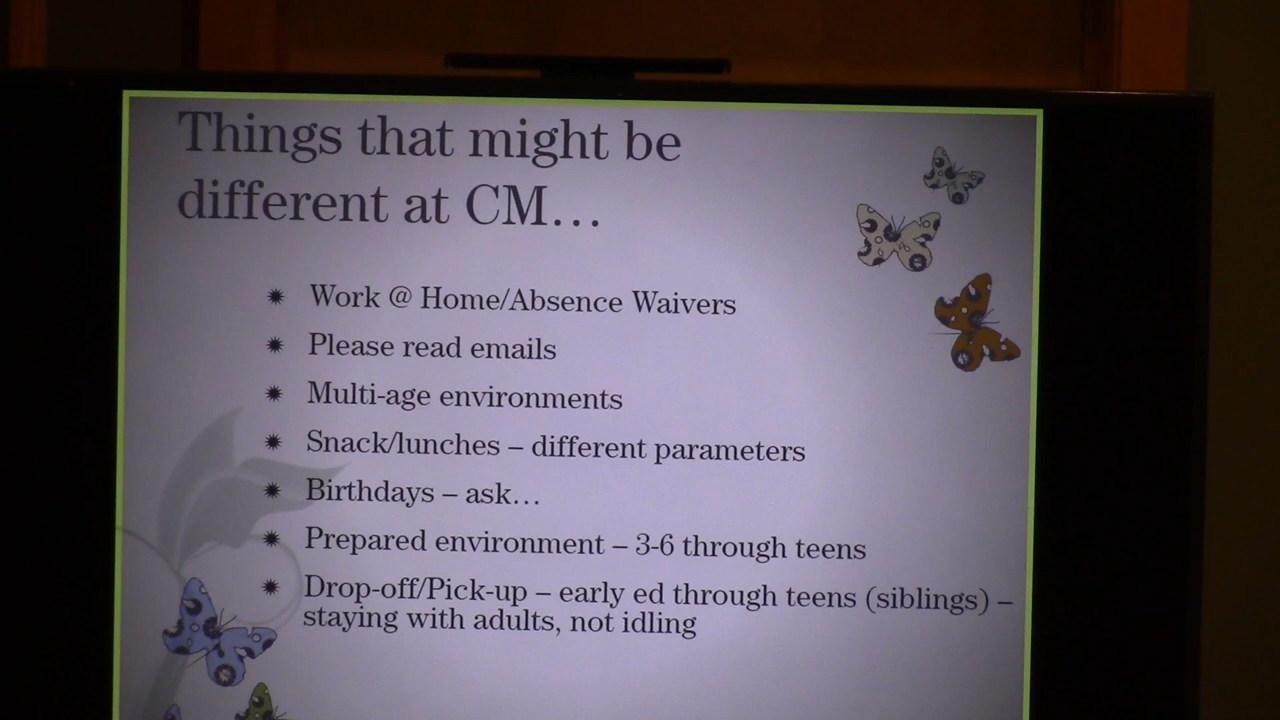 Things that might be
different at CM…
Work @ Home/Absence Waivers
Please read emails
Multi-age environments
Snack/lunches – different parameters
Birthdays – ask…
Prepared environment – 3-6 through teens
Drop-off/Pick-up – early ed through teens (siblings) –
staying with adults, not idling